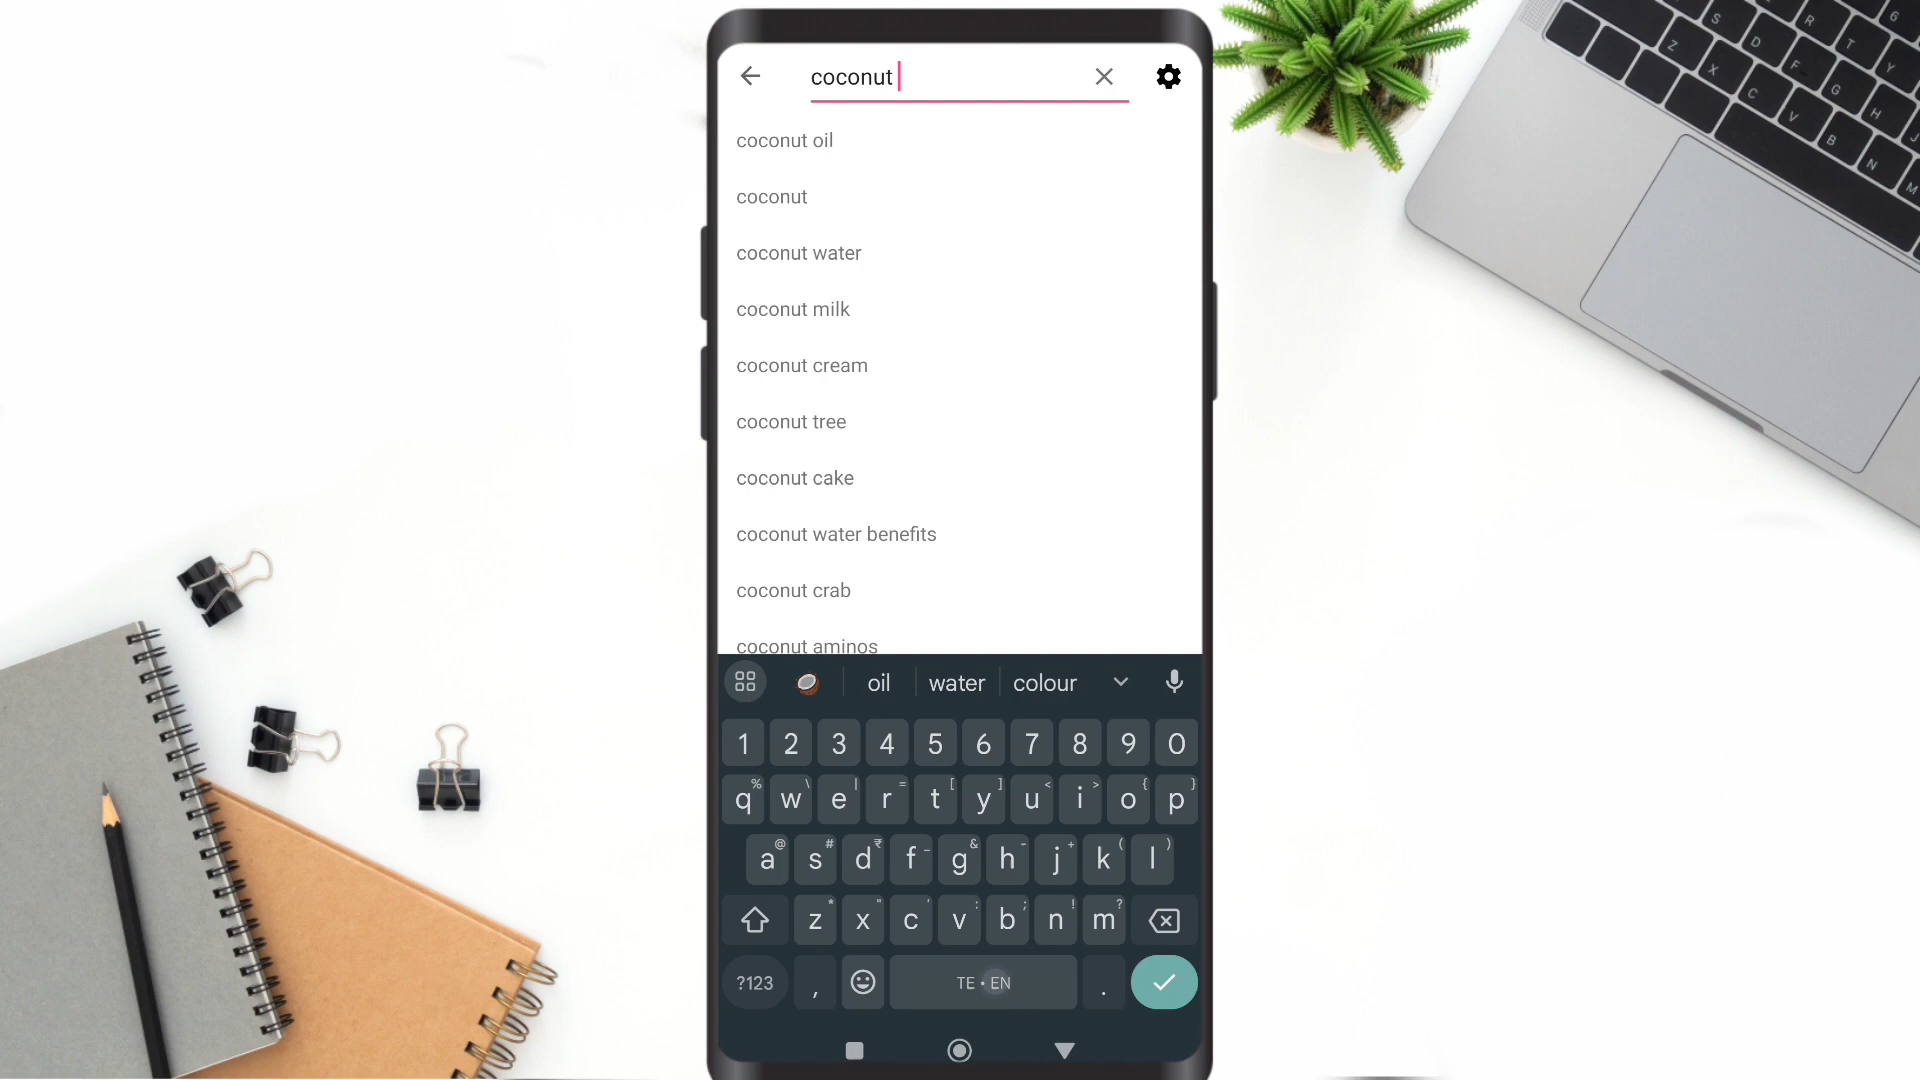 coconut
coconut oil
coconut
coconut water
coconut milk
coconut cream
coconut tree
coconut cake
coconut water benefits
coconut crab
coconut aminos
oil water colour
1 2 3 4 5 6 7 8 9 0
% \ | = [ ] < > { }
q w e r t y u i o p
@ # ₹ _ & - + ( )
a s d f g h j k l
* " ' : ; ! ?
z x c v b n m
?123 , TE • EN .
6
S R
D T
Z F Y
X G
C H
V J
B
N
M